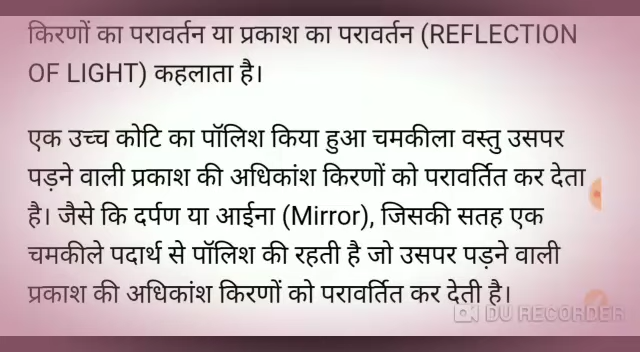 किरणों का परावर्तन या प्रकाश का परावर्तन (REFLECTION
OF LIGHT) कहलाता है।
एक उच्च कोटि का पॉलिश किया हुआ चमकीला वस्तु उसपर
पड़ने वाली प्रकाश की अधिकांश किरणों को परावर्तित कर देता
है। जैसे कि दर्पण या आईना (Mirror), जिसकी सतह एक
चमकीले पदार्थ से पॉलिश की रहती है जो उसपर पड़ने वाली
प्रकाश की अधिकांश किरणों को परावर्तित कर देती है।
DU RECORDER